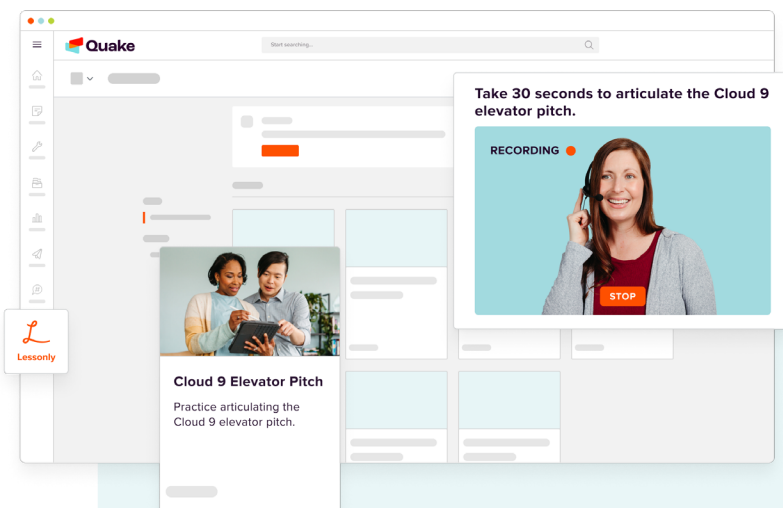 Quake
Start searching...
Take 30 seconds to articulate the Cloud 9
elevator pitch.
RECORDING
STOP
Lessonly
Cloud 9 Elevator Pitch
Practice articulating the
Cloud 9 elevator pitch.